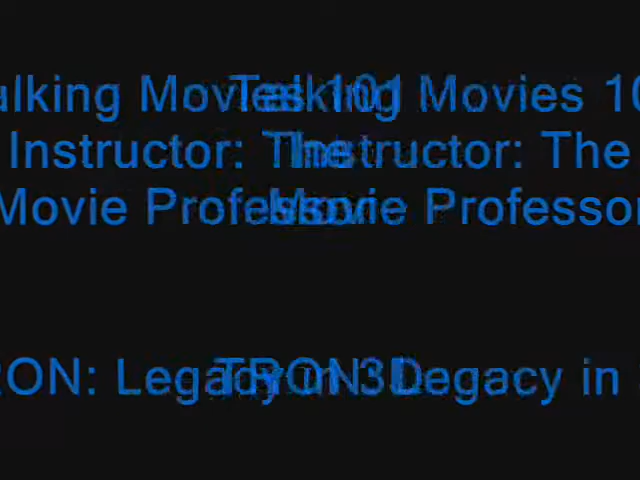 Talking Movies 101
Instructor: The
Movie Professor
TRON: Legacy in 3D